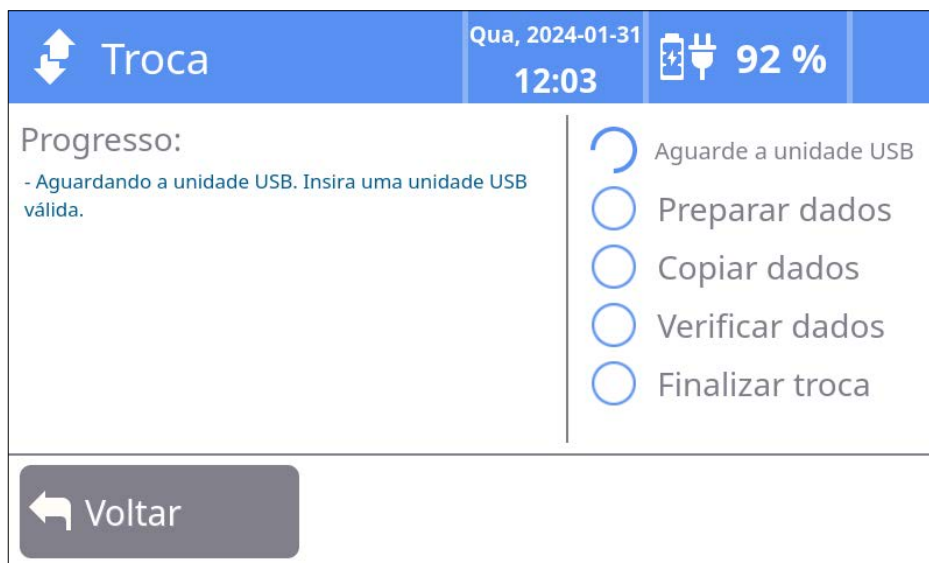 Troca
Qua, 2024-01-31
12:03
92 %
Progresso:
- Aguardando a unidade USB. Insira uma unidade USB
válida.
Aguarde a unidade USB
Preparar dados
Copiar dados
Verificar dados
Finalizar troca
Voltar